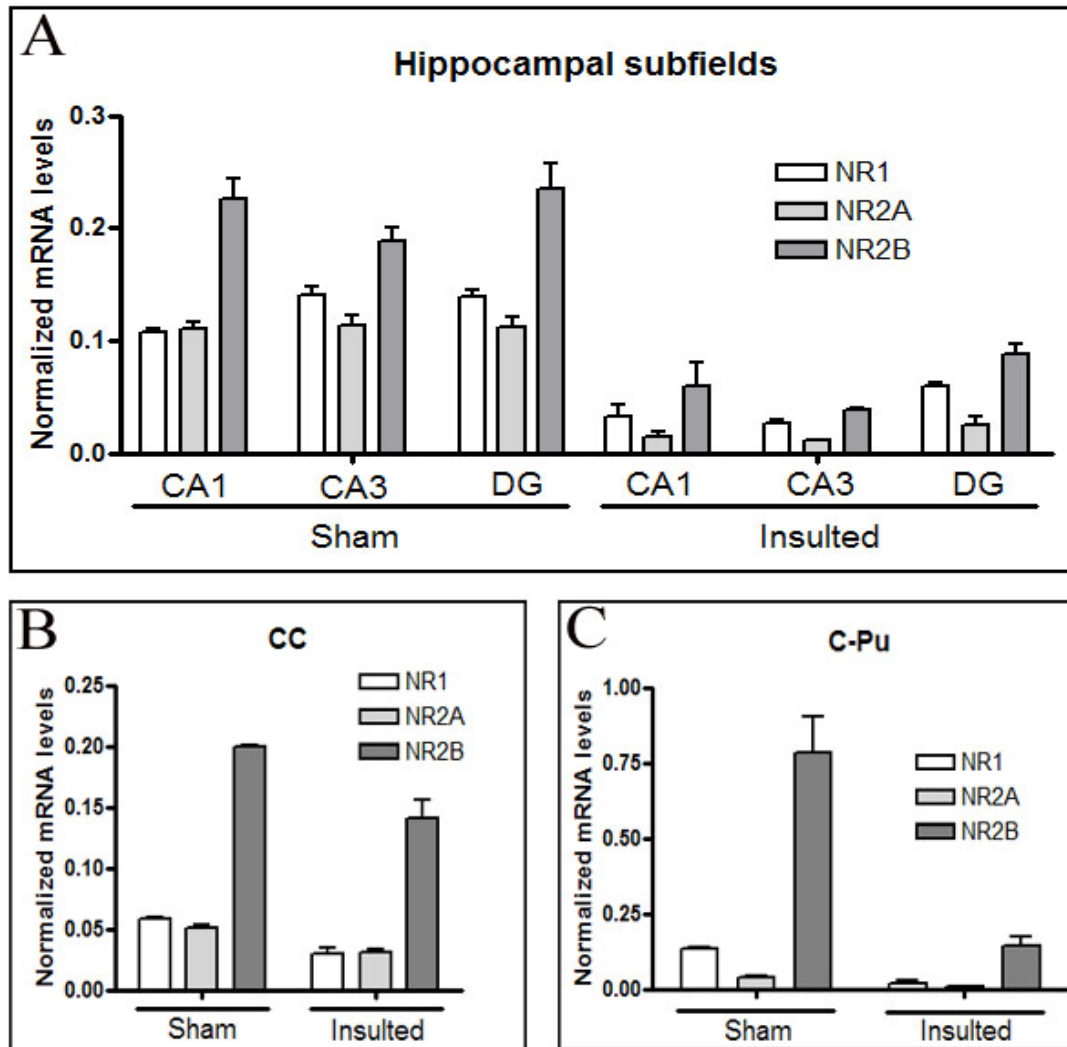 A
Hippocampal subfields
Normalized mRNA levels
0.3
0.2
0.1
0.0
NR1
NR2A
NR2B
CA1 CA3 DG CA1 CA3 DG
Sham Insulted
B
CC
Normalized mRNA levels
0.25
0.20
0.15
0.10
0.05
0.00
NR1
NR2A
NR2B
Sham Insulted
C
C-Pu
Normalized mRNA levels
1.00
0.75
0.50
0.25
0.00
NR1
NR2A
NR2B
Sham Insulted